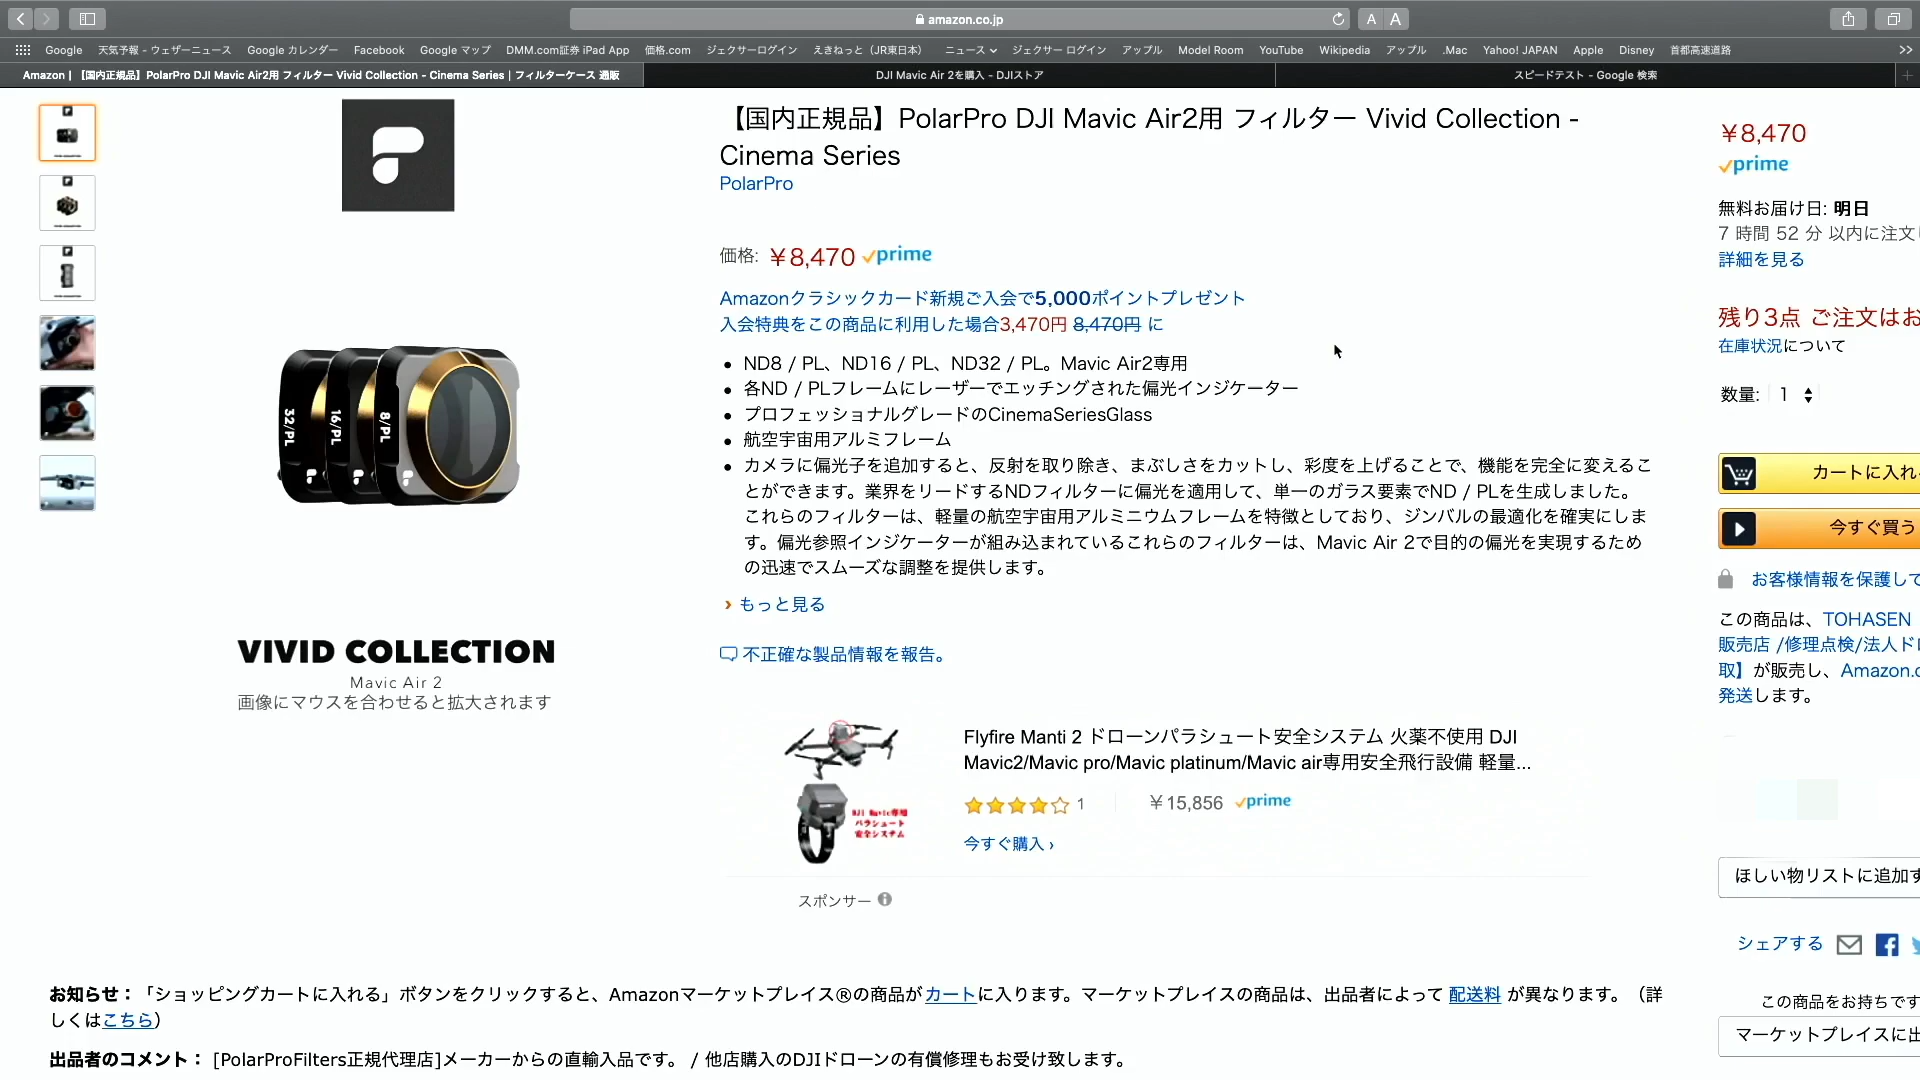 amazon.co.jp
A A
Google 天気予報 - ウェザーニュース Google カレンダー Facebook Google マップ DMM.com証券 iPad App 価格.com ジェクサーログイン えきねっと（JR東日本） ニュース ジェクサー ログイン アップル Model Room YouTube Wikipedia アップル .Mac Yahoo! JAPAN Apple Disney 首都高速道路
Amazon | 【国内正規品】PolarPro DJI Mavic Air2用 フィルター Vivid Collection - Cinema Series | フィルターケース 通販
DJI Mavic Air 2を購入 - DJIストア
スピードテスト - Google 検索
【国内正規品】PolarPro DJI Mavic Air2用 フィルター Vivid Collection -
Cinema Series
PolarPro
価格: ￥8,470 prime
Amazonクラシックカード新規ご入会で5,000ポイントプレゼント
入会特典をこの商品に利用した場合3,470円 8,470円 に
ND8 / PL、ND16 / PL、ND32 / PL。Mavic Air2専用
各ND / PLフレームにレーザーでエッチングされた偏光インジケーター
プロフェッショナルグレードのCinemaSeriesGlass
航空宇宙用アルミフレーム
カメラに偏光子を追加すると、反射を取り除き、まぶしさをカットし、彩度を上げることで、機能を完全に変えるこ
とができます。業界をリードするNDフィルターに偏光を適用して、単一のガラス要素でND / PLを生成しました。
これらのフィルターは、軽量の航空宇宙用アルミニウムフレームを特徴としており、ジンバルの最適化を確実にしま
す。偏光参照インジケーターが組み込まれているこれらのフィルターは、Mavic Air 2で目的の偏光を実現するため
の迅速でスムーズな調整を提供します。
› もっと見る
不正確な製品情報を報告。
32/PL
16/PL
8/PL
VIVID COLLECTION
Mavic Air 2
画像にマウスを合わせると拡大されます
Flyfire Manti 2 ドローンパラシュート安全システム 火薬不使用 DJI
Mavic2/Mavic pro/Mavic platinum/Mavic air専用安全飛行設備 軽量...
1 ￥15,856 prime
今すぐ購入 ›
DJI Mavic専用
パラシュート
安全システム
スポンサー
￥8,470
prime
無料お届け日: 明日
7 時間 52 分 以内に注文
詳細を見る
残り3点 ご注文はお
在庫状況について
数量: 1
カートに入れ
今すぐ買う
お客様情報を保護して
この商品は、TOHASEN
販売店 /修理点検/法人ド
取】が販売し、Amazon.c
発送します。
ほしい物リストに追加す
シェアする
この商品をお持ちです
マーケットプレイスに出
お知らせ：「ショッピングカートに入れる」ボタンをクリックすると、Amazonマーケットプレイス®の商品がカートに入ります。マーケットプレイスの商品は、出品者によって 配送料 が異なります。（詳
しくはこちら）
出品者のコメント： [PolarProFilters正規代理店]メーカーからの直輸入品です。 / 他店購入のDJIドローンの有償修理もお受け致します。